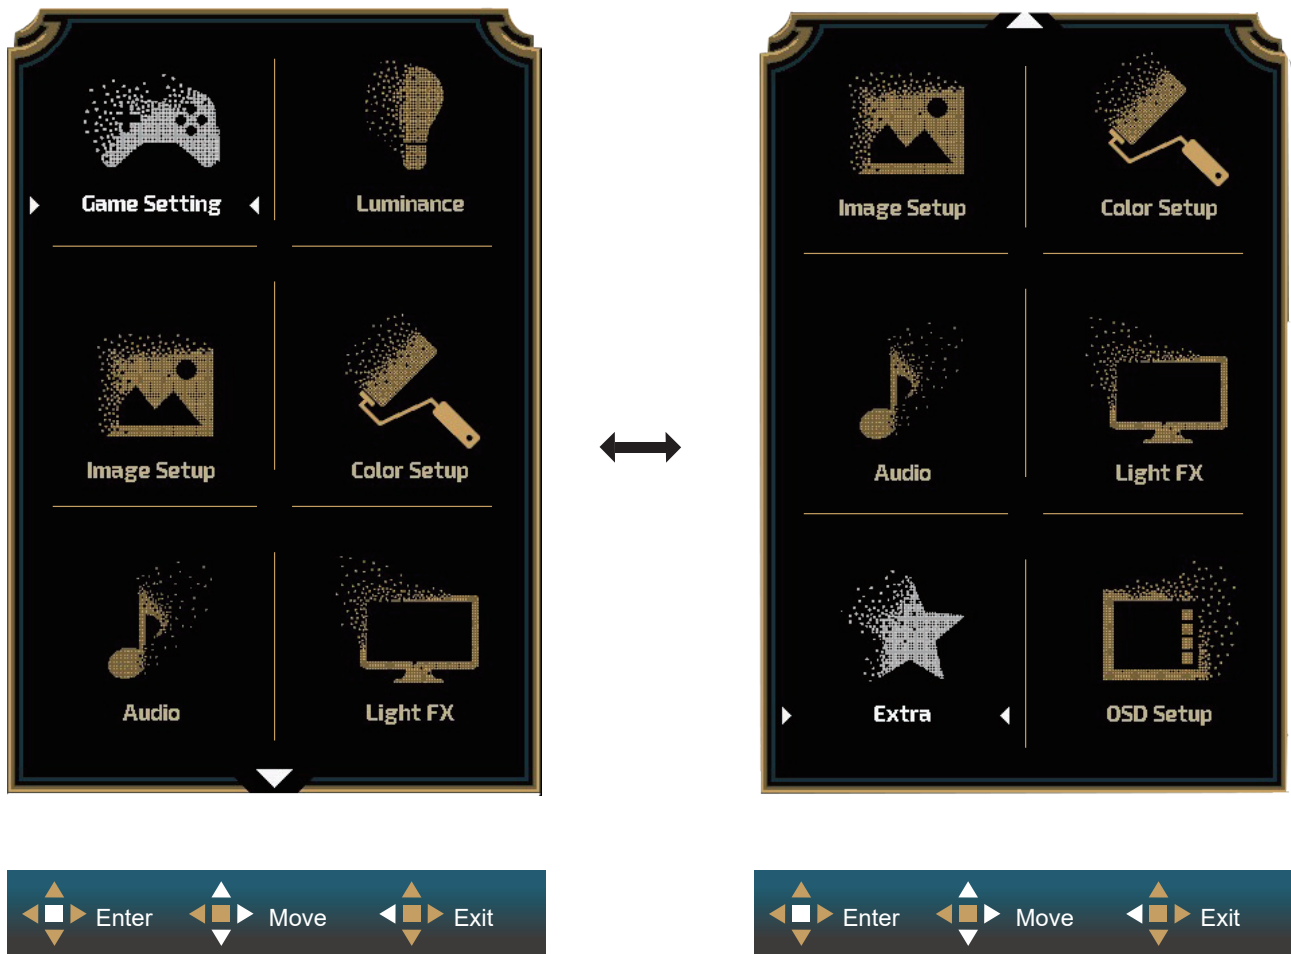 Game Setting
Luminance
Image Setup
Color Setup
Audio
Light FX
Enter
Move
Exit
Image Setup
Color Setup
Audio
Light FX
Extra
OSD Setup
Enter
Move
Exit